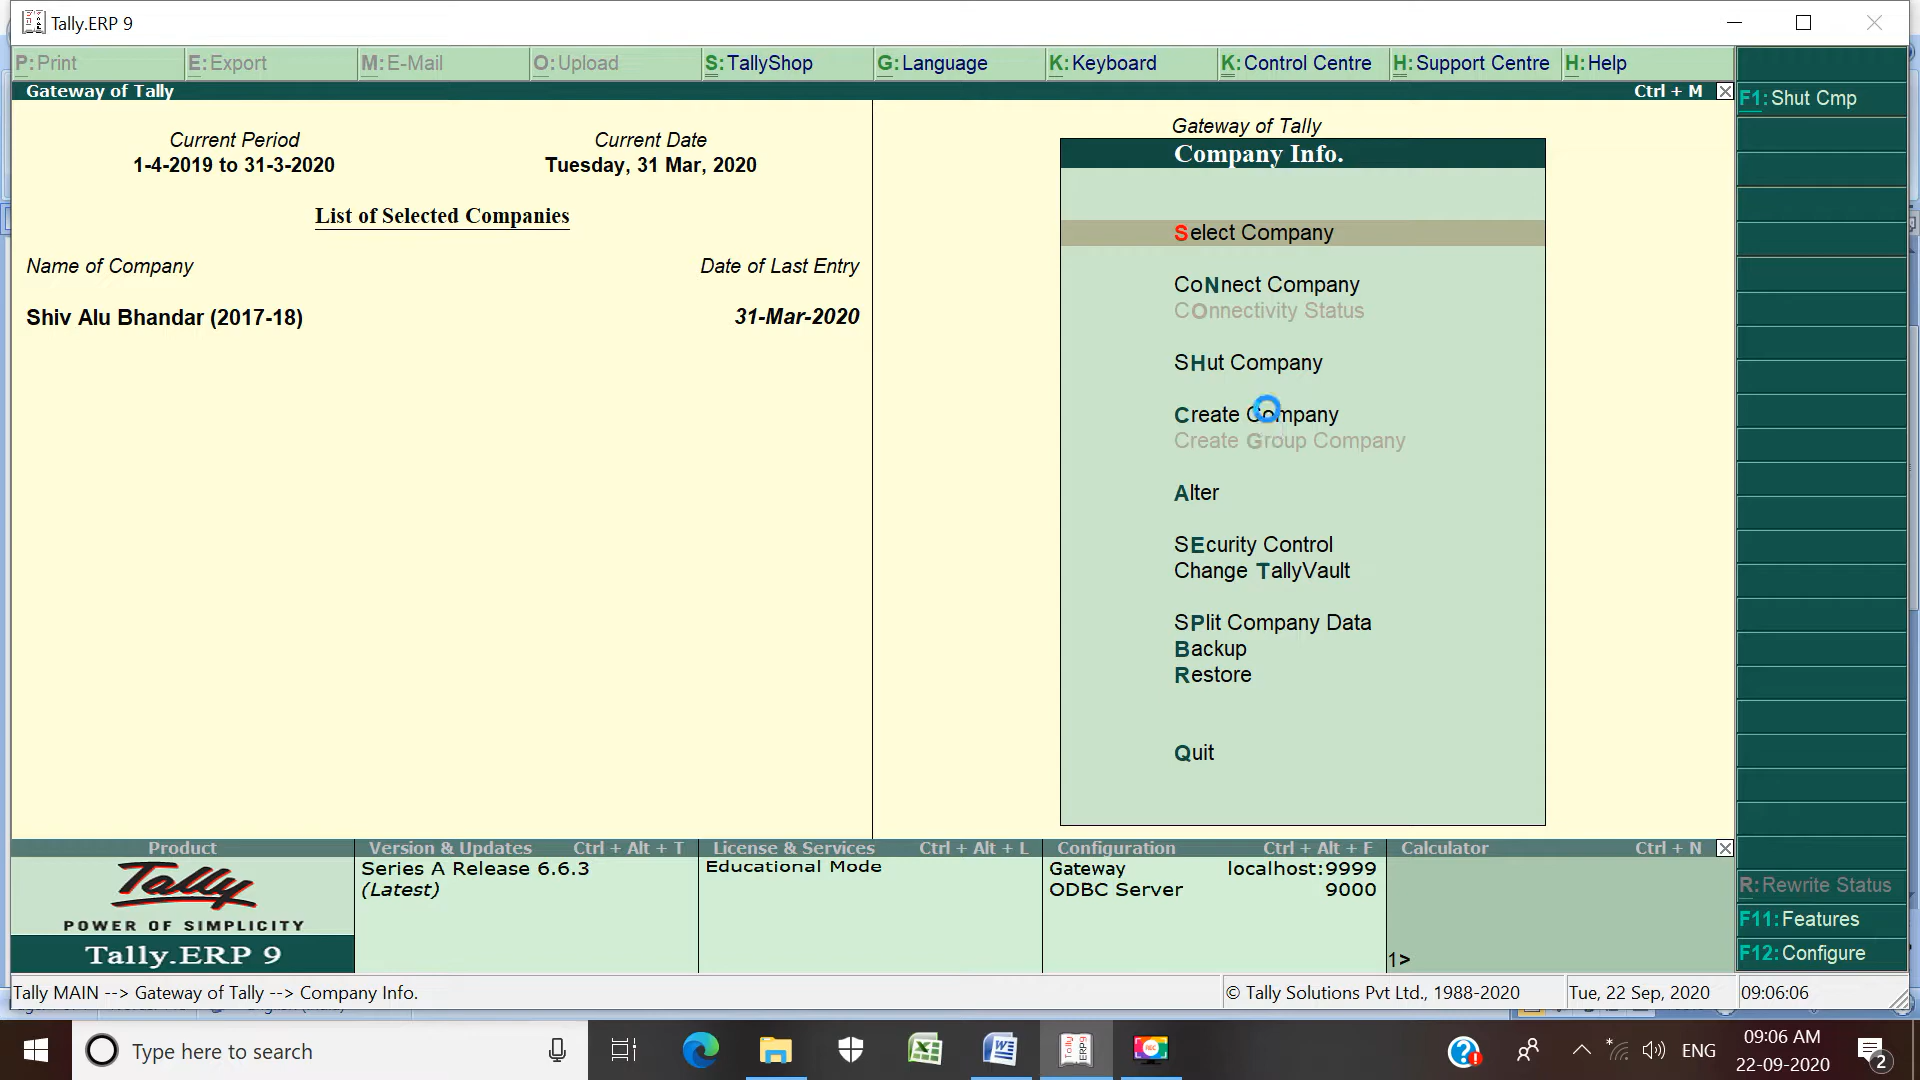 Tally.ERP 9
P: Print E: Export M: E-Mail O: Upload S: TallyShop G: Language K: Keyboard K: Control Centre H: Support Centre H: Help
Gateway of Tally Ctrl + M
F1: Shut Cmp
Current Period Current Date
1-4-2019 to 31-3-2020 Tuesday, 31 Mar, 2020
List of Selected Companies
Name of Company Date of Last Entry
Shiv Alu Bhandar (2017-18) 31-Mar-2020
Gateway of Tally
Company Info.
Select Company
CoNnect Company
COnnectivity Status
SHut Company
Create Company
Create Group Company
Alter
SEcurity Control
Change TallyVault
SPlit Company Data
Backup
Restore
Quit
R: Rewrite Status
F11: Features
F12: Configure
Product Version & Updates Ctrl + Alt + T License & Services Ctrl + Alt + L Configuration Ctrl + Alt + F Calculator Ctrl + N
Tally
POWER OF SIMPLICITY
Tally.ERP 9
Series A Release 6.6.3
(Latest)
Educational Mode
Gateway localhost:9999
ODBC Server 9000
1>
Tally MAIN --> Gateway of Tally --> Company Info. © Tally Solutions Pvt Ltd., 1988-2020 Tue, 22 Sep, 2020 09:06:06
Type here to search
ENG
09:06 AM
22-09-2020
2